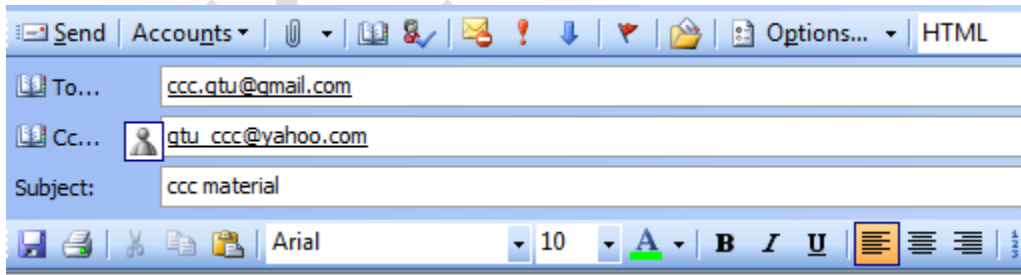 Send Accounts Options... HTML
To... ccc.gtu@gmail.com
Cc... gtu_ccc@yahoo.com
Subject: ccc material
Arial 10 A B I U